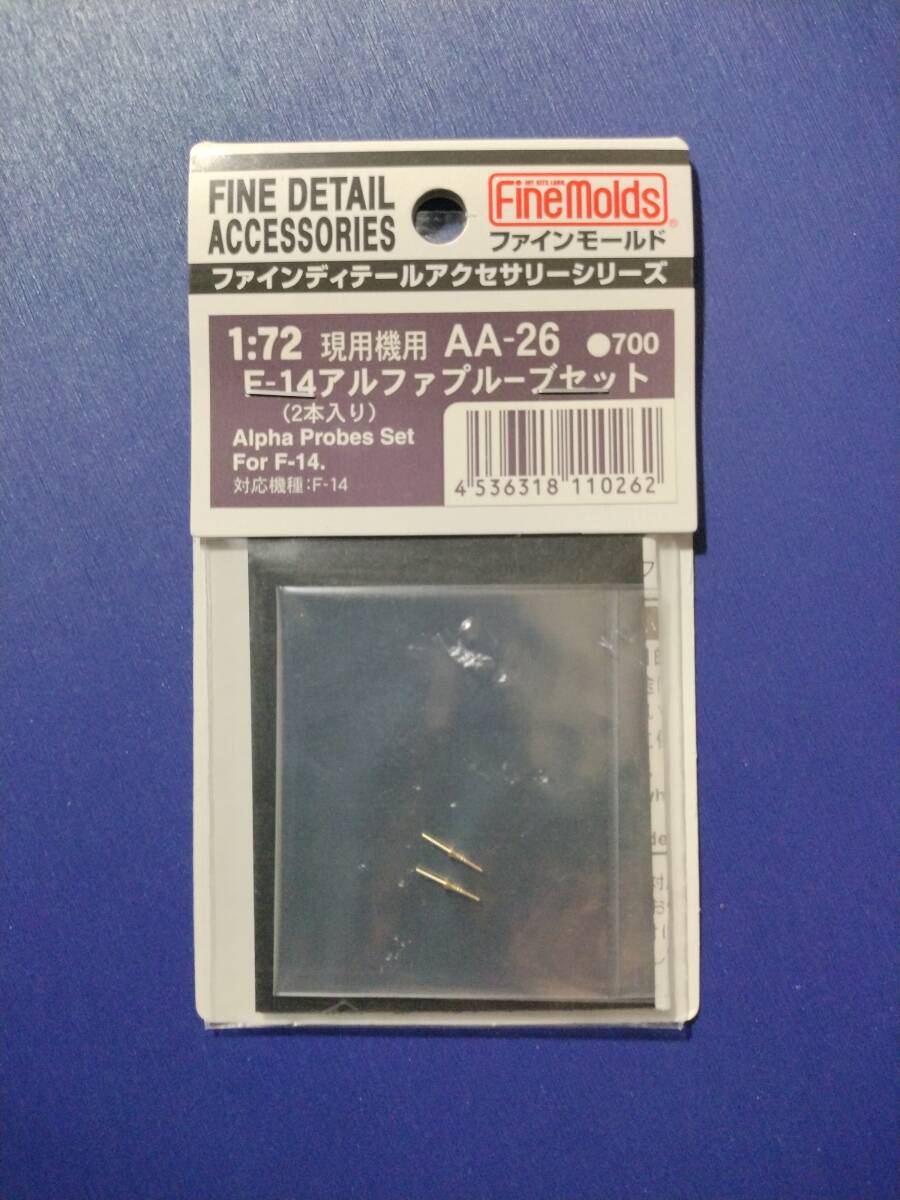 FINE DETAIL
ACCESSORIES
FineMolds
ファインモールド
ファインディテールアクセサリーシリーズ
1:72 現用機用 AA-26 ●700
F-14アルファプルーブセット
(2本入り)
Alpha Probes Set
For F-14.
対応機種:F-14
4 536318 110262